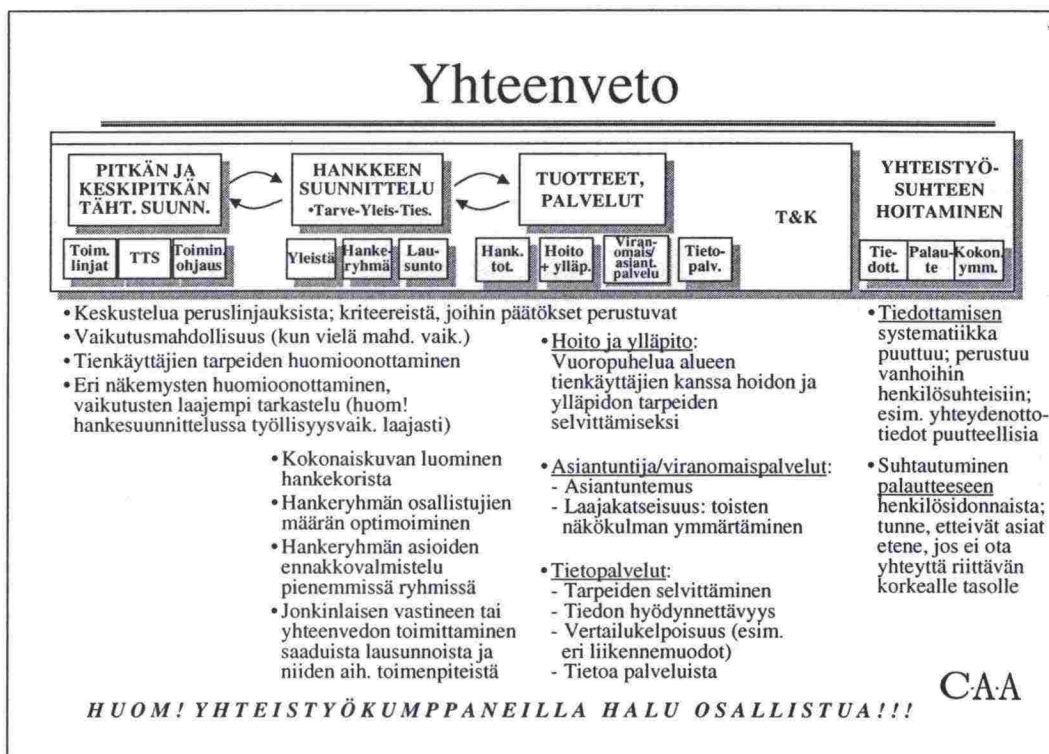 Yhteenveto
PITKÄN JA
KESKIPITKÄN
TÄHT. SUUNN.
HANKKEEN
SUUNNITTELU
•Tarve-Yleis-Ties.
TUOTTEET,
PALVELUT
T&K
YHTEISTYÖ-
SUHTEEN
HOITAMINEN
Toim.
linjat
TTS
Toimin.
ohjaus
Yleistä
Hanke-
ryhmä
Lau-
sunto
Hank.
tot.
Hoito
+ ylläp.
Viran-
omais/
asiant.
palvelu
Tieto-
palv.
Tie-
dott.
Palau-
te
Kokon.
ymm.
• Keskustelua peruslinjauksista; kriteereistä, joihin päätökset perustuvat
• Vaikutusmahdollisuus (kun vielä mahd. vaik.)
• Tienkäyttäjien tarpeiden huomioonottaminen
• Eri näkemysten huomioonottaminen,
vaikutusten laajempi tarkastelu (huom!
hankesuunnittelussa työllisyysvaik. laajasti)
• Kokonaiskuvan luominen
hankekorista
• Hankeryhmän osallistujien
määrän optimoiminen
• Hankeryhmän asioiden
ennakkovalmistelu
pienemmissä ryhmissä
• Jonkinlaisen vastineen tai
yhteenvedon toimittaminen
saaduista lausunnoista ja
niiden aih. toimenpiteistä
• Hoito ja ylläpito:
Vuoropuhelua alueen
tienkäyttäjien kanssa hoidon ja
ylläpidon tarpeiden
selvittämiseksi
• Asiantuntija/viranomaispalvelut:
- Asiantuntemus
- Laajakatseisuus: toisten
näkökulman ymmärtäminen
• Tietopalvelut:
- Tarpeiden selvittäminen
- Tiedon hyödynnettävyys
- Vertailukelpoisuus (esim.
eri liikennemuodot)
- Tietoa palveluista
• Tiedottamisen
systematiikka
puuttuu; perustuu
vanhoihin
henkilösuhteisiin;
esim. yhteydenotto-
tiedot puutteellisia
• Suhtautuminen
palautteeseen
henkilösidonnaista;
tunne, etteivät asiat
etene, jos ei ota
yhteyttä riittävän
korkealle tasolle
C·A·A
HUOM! YHTEISTYÖKUMPPANEILLA HALU OSALLISTUA!!!